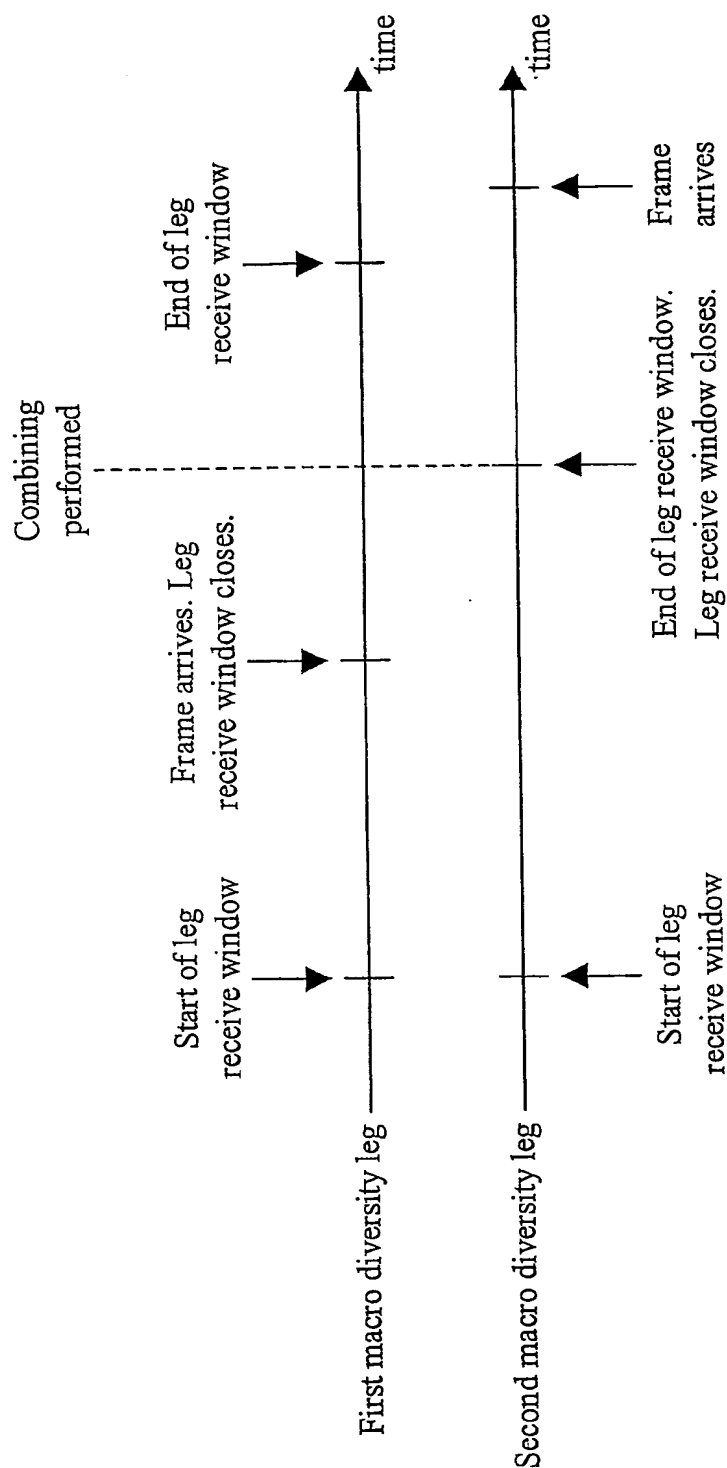 Combining
performed
Start of leg
receive window
Frame arrives. Leg
receive window closes.
End of leg
receive window
First macro diversity leg
time
Second macro diversity leg
time
Start of leg
receive window
End of leg receive window.
Leg receive window closes.
Frame
arrives